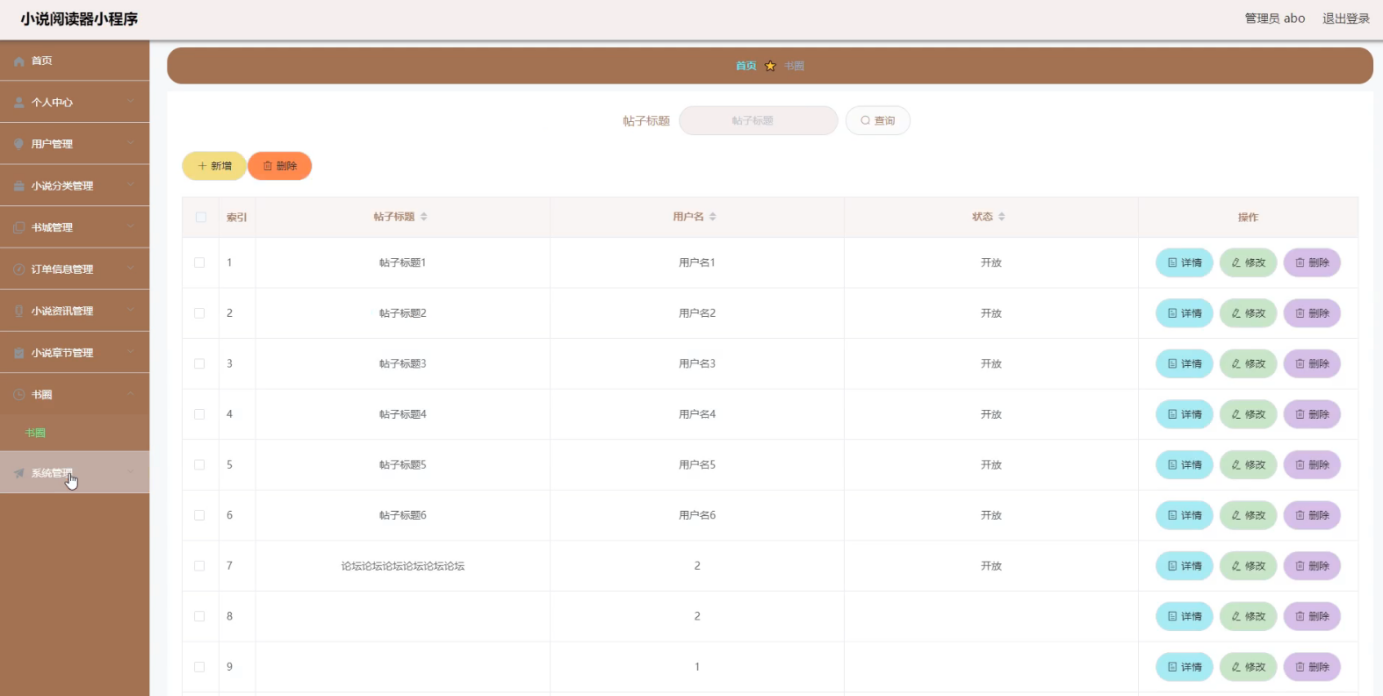 小说阅读器小程序
管理员 abo 退出登录
首页
个人中心
用户管理
小说分类管理
书城管理
订单信息管理
小说资讯管理
小说章节管理
书圈
书圈
系统管理
首页 书圈
帖子标题 帖子标题 查询
新增 删除
索引 帖子标题 用户名 状态 操作
1 帖子标题1 用户名1 开放 详情 修改 删除
2 帖子标题2 用户名2 开放 详情 修改 删除
3 帖子标题3 用户名3 开放 详情 修改 删除
4 帖子标题4 用户名4 开放 详情 修改 删除
5 帖子标题5 用户名5 开放 详情 修改 删除
6 帖子标题6 用户名6 开放 详情 修改 删除
7 论坛论坛论坛论坛论坛论坛 2 开放 详情 修改 删除
8 2 详情 修改 删除
9 1 详情 修改 删除